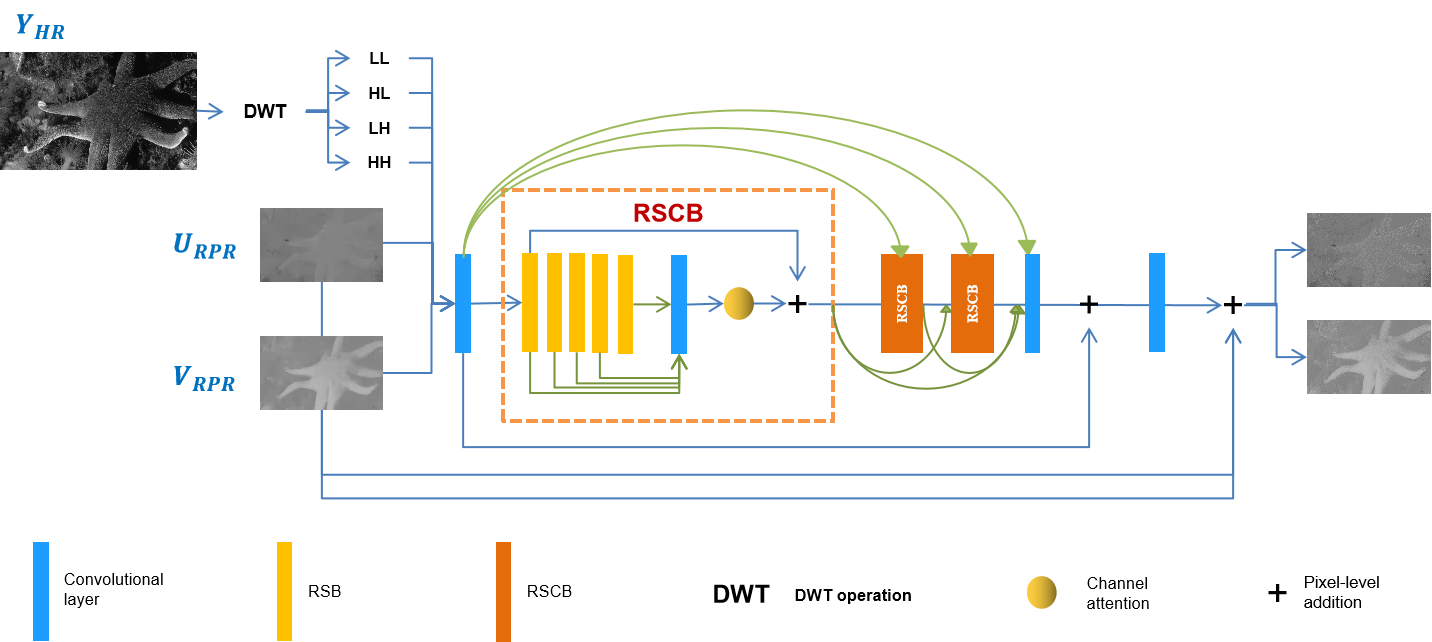 Y_HR
DWT
LL
HL
LH
HH
U_RPR
V_RPR
RSCB
RSCB
RSCB
Convolutional
layer
RSB
RSCB
DWT
DWT operation
Channel
attention
Pixel-level
addition